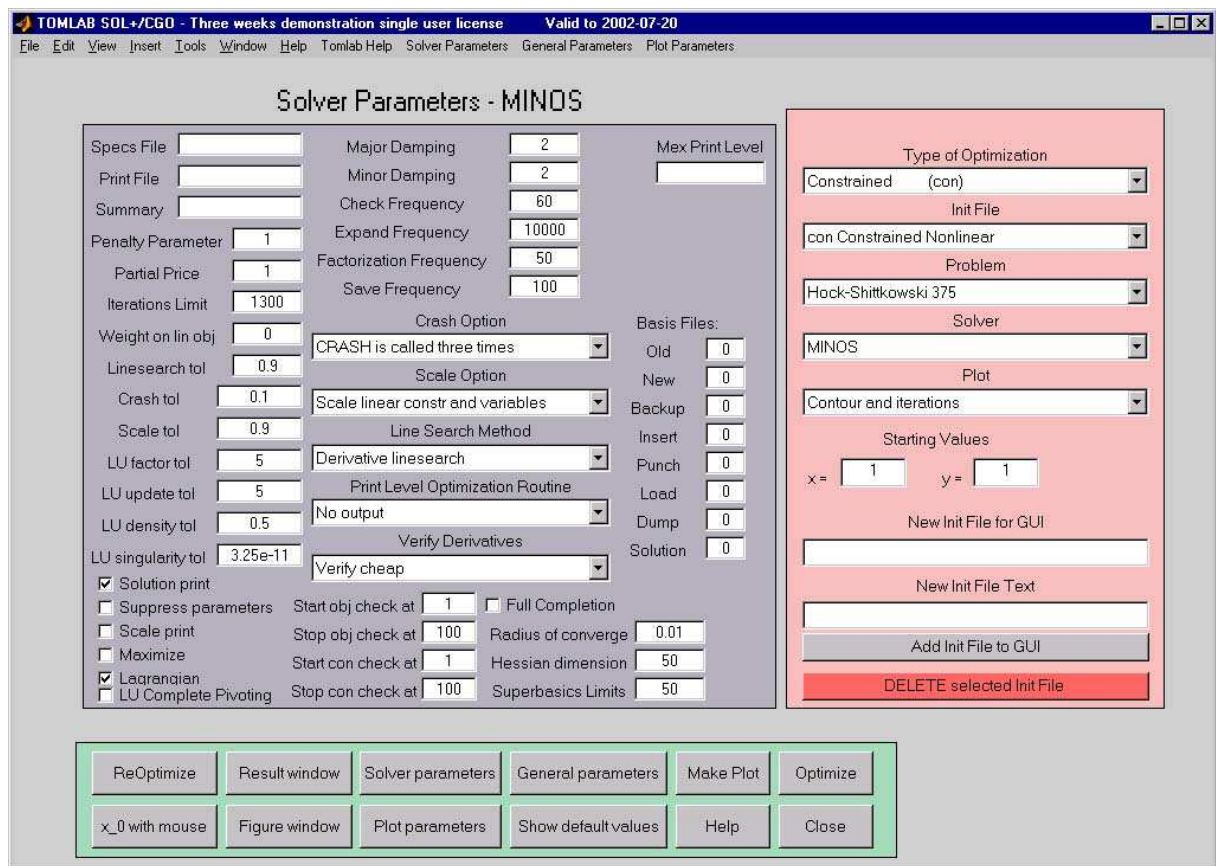 TOMLAB SOL+/CGO - Three weeks demonstration single user license Valid to 2002-07-20
File Edit View Insert Tools Window Help Tomlab Help Solver Parameters General Parameters Plot Parameters
Solver Parameters - MINOS
Specs File
Print File
Summary
Penalty Parameter 1
Partial Price 1
Iterations Limit 1300
Weight on lin obj 0
Linesearch tol 0.9
Crash tol 0.1
Scale tol 0.9
LU factor tol 5
LU update tol 5
LU density tol 0.5
LU singularity tol 3.25e-11
Solution print
Suppress parameters
Scale print
Maximize
Lagrangian
LU Complete Pivoting
Major Damping 2
Minor Damping 2
Check Frequency 60
Expand Frequency 10000
Factorization Frequency 50
Save Frequency 100
Crash Option
CRASH is called three times
Scale Option
Scale linear constr and variables
Line Search Method
Derivative linesearch
Print Level Optimization Routine
No output
Verify Derivatives
Verify cheap
Start obj check at 1
Stop obj check at 100
Start con check at 1
Stop con check at 100
Full Completion
Radius of converge 0.01
Hessian dimension 50
Superbasics Limits 50
Mex Print Level
Basis Files:
Old 0
New 0
Backup 0
Insert 0
Punch 0
Load 0
Dump 0
Solution 0
Type of Optimization
Constrained (con)
Init File
con Constrained Nonlinear
Problem
Hock-Shittkowski 375
Solver
MINOS
Plot
Contour and iterations
Starting Values
x = 1 y = 1
New Init File for GUI
New Init File Text
Add Init File to GUI
DELETE selected Init File
ReOptimize Result window Solver parameters General parameters Make Plot Optimize
x_0 with mouse Figure window Plot parameters Show default values Help Close